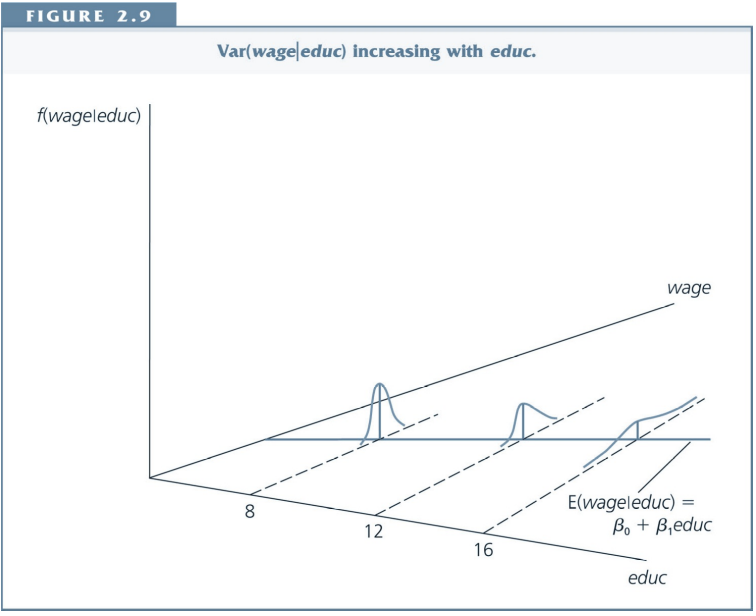 FIGURE 2.9
Var(wage|educ) increasing with educ.
f(wage|educ)
wage
8
12
16
E(wage|educ) =
β₀ + β₁educ
educ